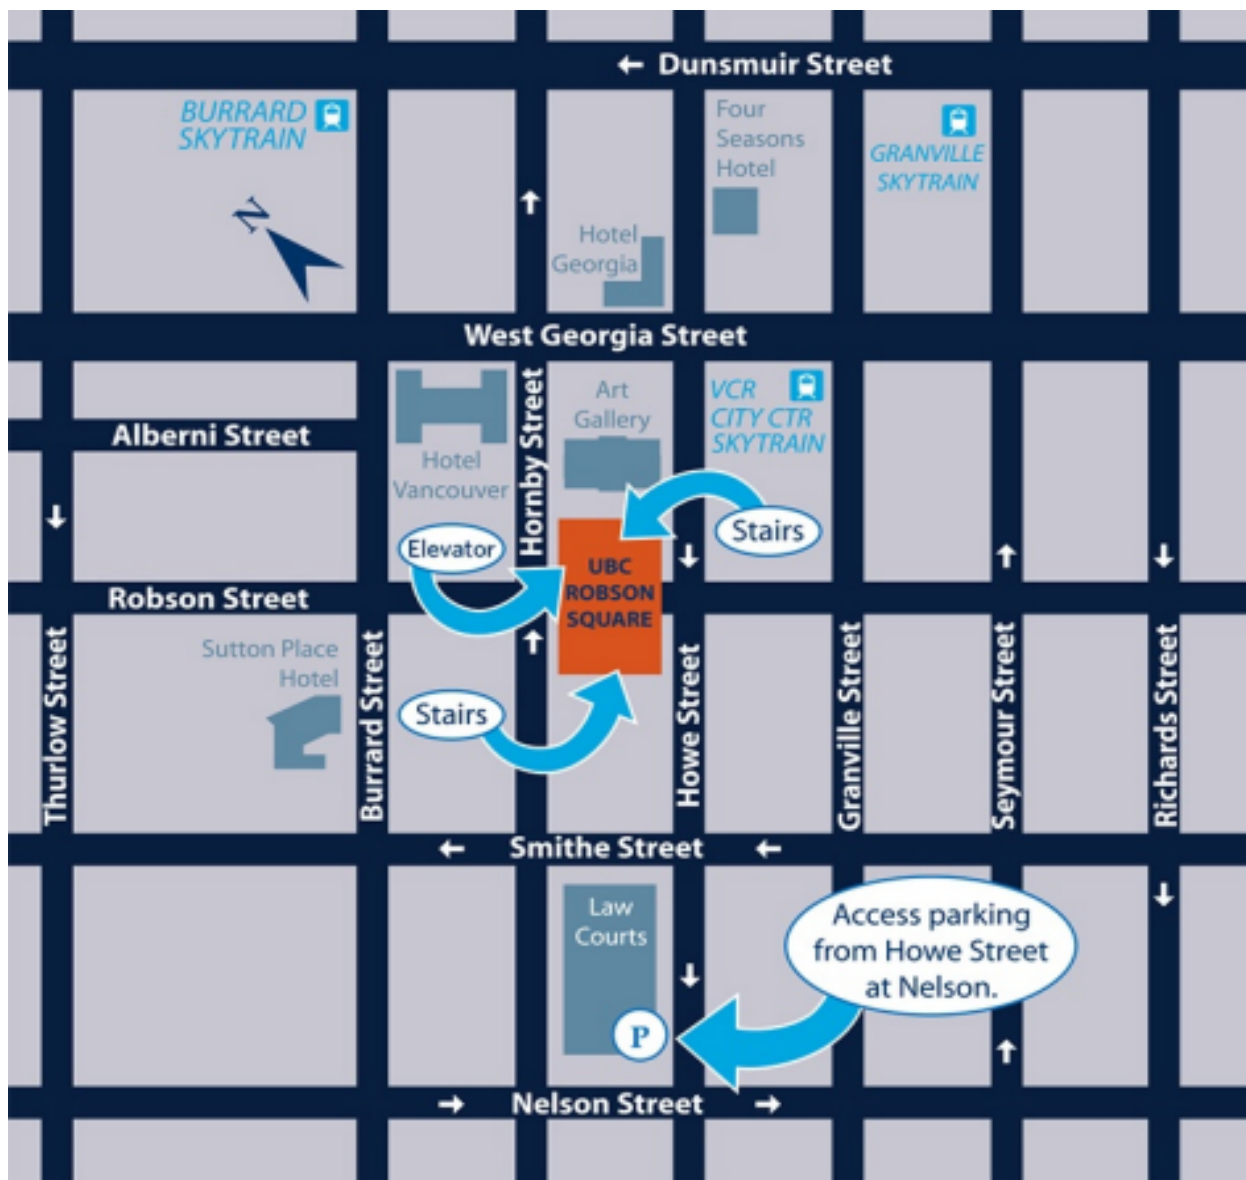 ← Dunsmuir Street
BURRARD
SKYTRAIN
Four
Seasons
Hotel
GRANVILLE
SKYTRAIN
N
Hotel
Georgia
West Georgia Street
Alberni Street
Hotel
Vancouver
Hornby Street
Art
Gallery
VCR
CITY CTR
SKYTRAIN
Stairs
Elevator
UBC
ROBSON
SQUARE
Robson Street
Sutton Place
Hotel
Stairs
Thurlow Street
Burrard Street
Howe Street
Granville Street
Seymour Street
Richards Street
← Smithe Street ←
Law
Courts
Access parking
from Howe Street
at Nelson.
P
→ Nelson Street →